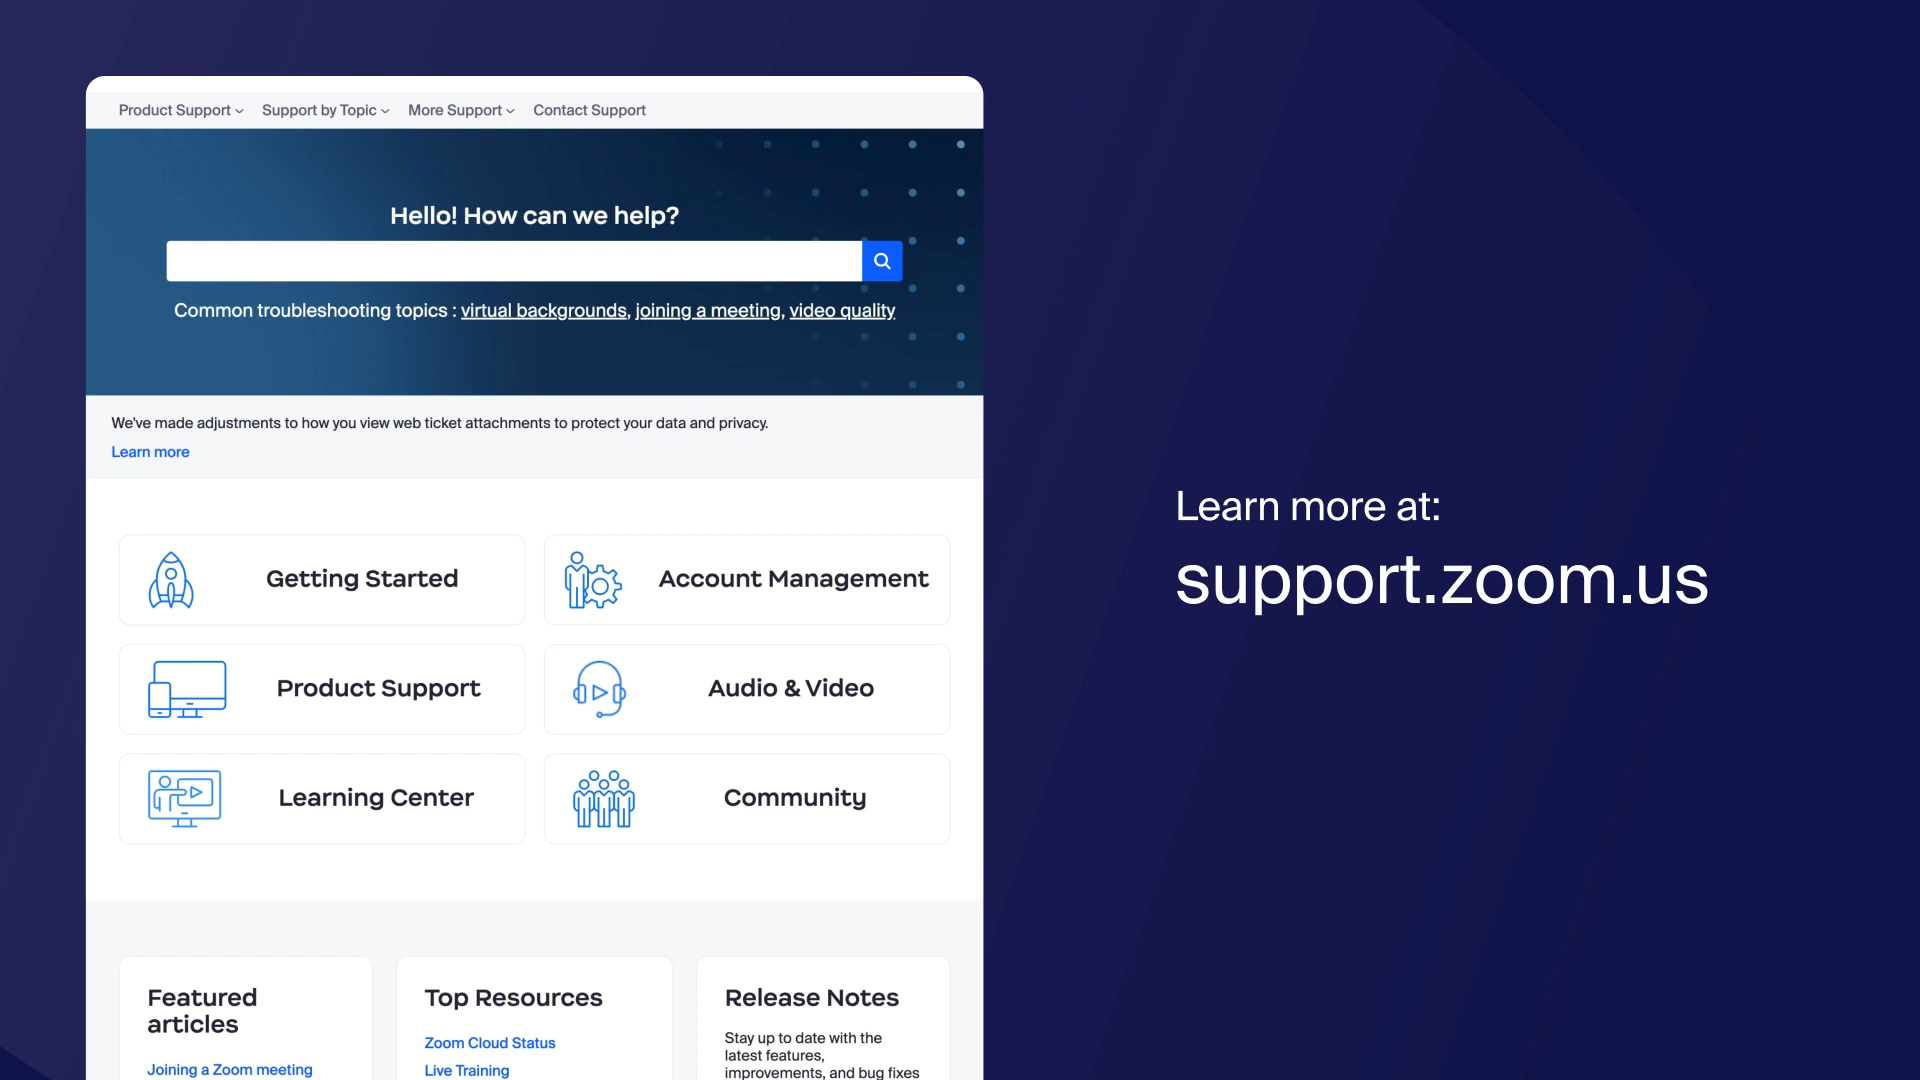 Product Support Support by Topic More Support Contact Support
Hello! How can we help?
Common troubleshooting topics : virtual backgrounds, joining a meeting, video quality
We've made adjustments to how you view web ticket attachments to protect your data and privacy.
Learn more
Getting Started
Account Management
Product Support
Audio & Video
Learning Center
Community
Featured
articles
Joining a Zoom meeting
Top Resources
Zoom Cloud Status
Live Training
Release Notes
Stay up to date with the
latest features,
improvements, and bug fixes
Learn more at:
support.zoom.us